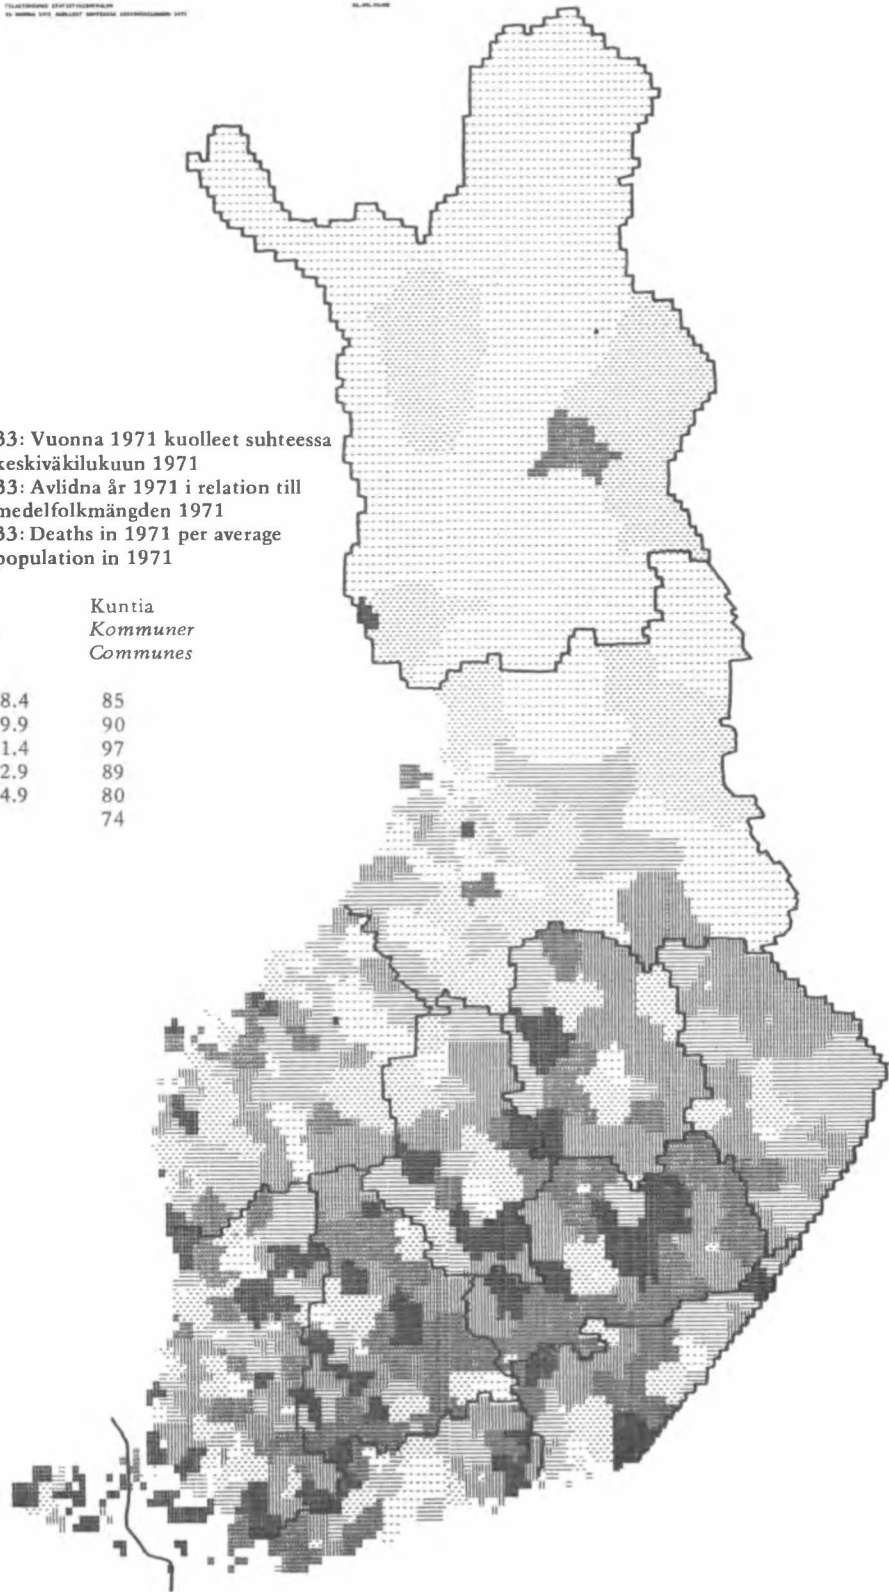 TILASTOKESKUS STATISTIKCENTRALEN
33: Vuonna 1971 kuolleet suhteessa
keskiväkilukuun 1971
33: Avlidna år 1971 i relation till
medelfolkmängden 1971
33: Deaths in 1971 per average
population in 1971
Kuntia
Kommuner
Communes
8.4 85
9.9 90
1.4 97
2.9 89
4.9 80
74